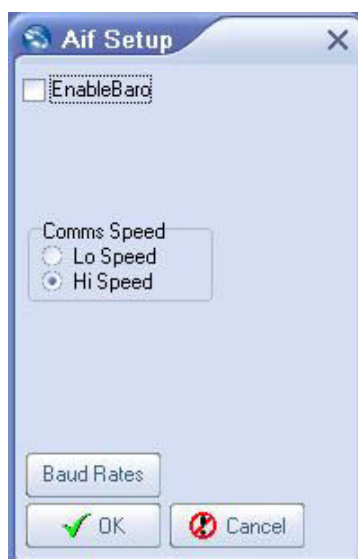 Aif Setup
EnableBaro
Comms Speed
Lo Speed
Hi Speed
Baud Rates
OK
Cancel